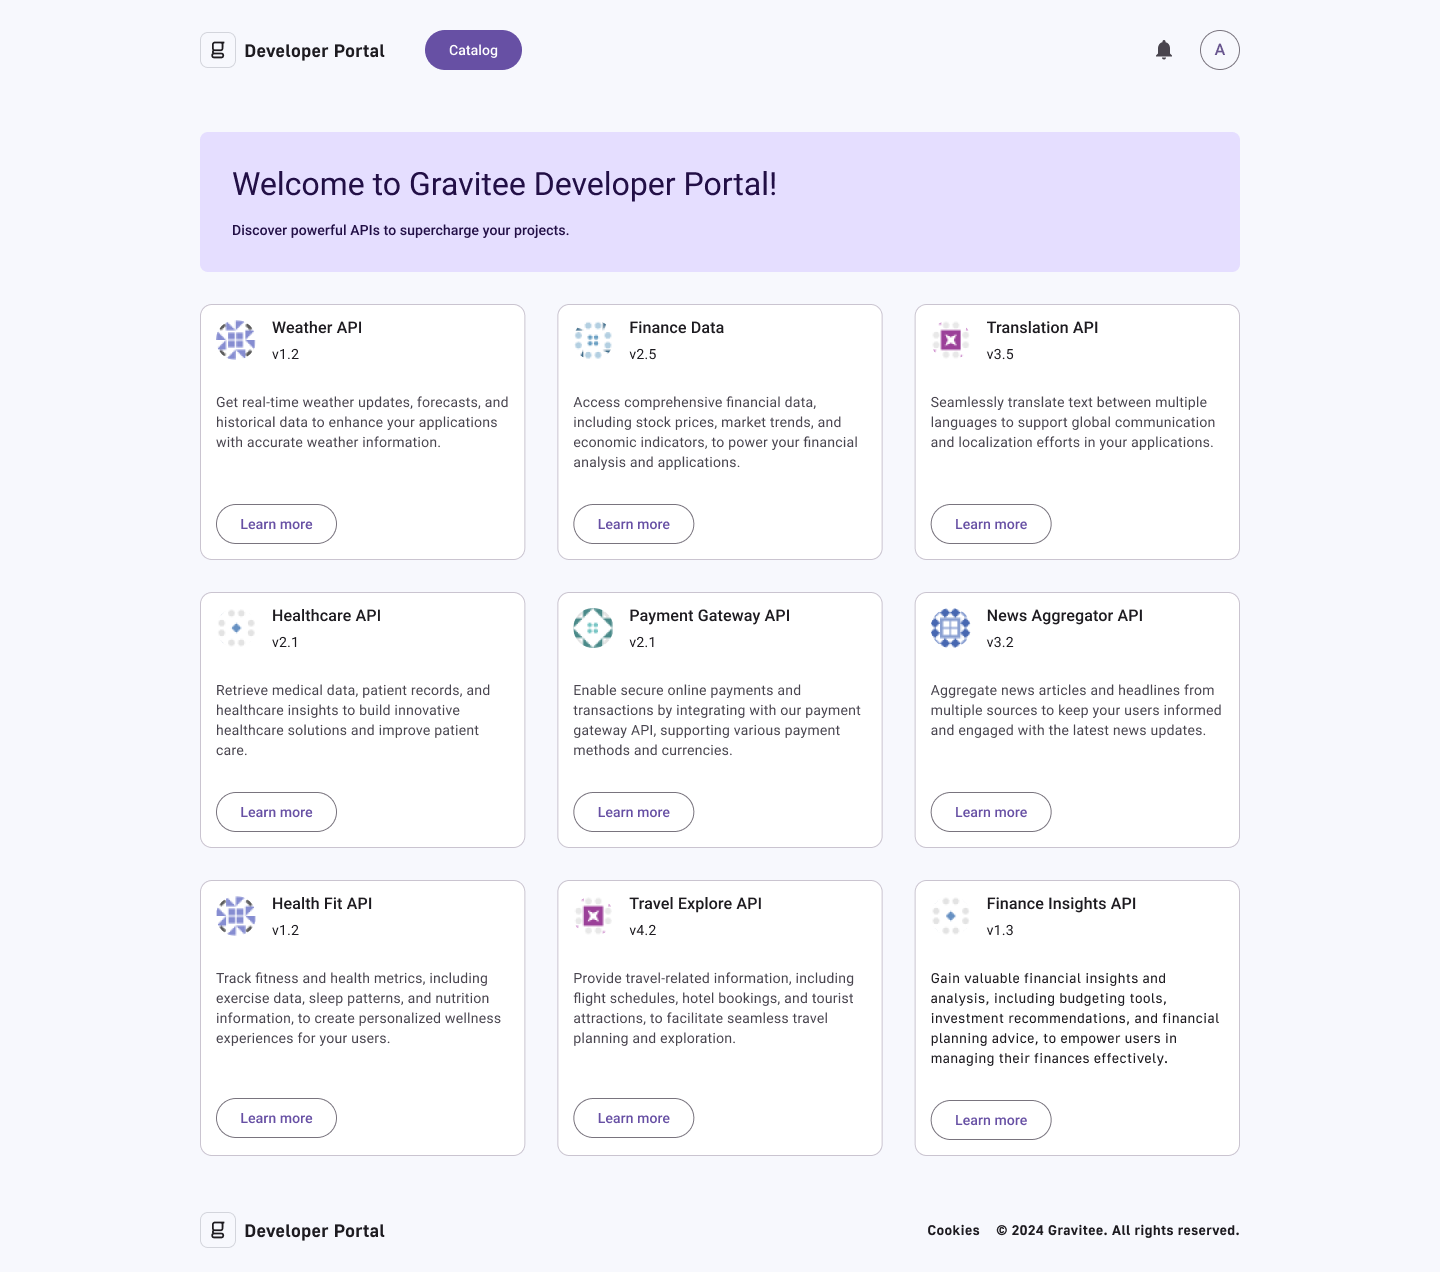 Developer Portal
Catalog
A
Welcome to Gravitee Developer Portal!
Discover powerful APIs to supercharge your projects.
Weather API
v1.2
Get real-time weather updates, forecasts, and
historical data to enhance your applications
with accurate weather information.
Learn more
Finance Data
v2.5
Access comprehensive financial data,
including stock prices, market trends, and
economic indicators, to power your financial
analysis and applications.
Learn more
Translation API
v3.5
Seamlessly translate text between multiple
languages to support global communication
and localization efforts in your applications.
Learn more
Healthcare API
v2.1
Retrieve medical data, patient records, and
healthcare insights to build innovative
healthcare solutions and improve patient
care.
Learn more
Payment Gateway API
v2.1
Enable secure online payments and
transactions by integrating with our payment
gateway API, supporting various payment
methods and currencies.
Learn more
News Aggregator API
v3.2
Aggregate news articles and headlines from
multiple sources to keep your users informed
and engaged with the latest news updates.
Learn more
Health Fit API
v1.2
Track fitness and health metrics, including
exercise data, sleep patterns, and nutrition
information, to create personalized wellness
experiences for your users.
Learn more
Travel Explore API
v4.2
Provide travel-related information, including
flight schedules, hotel bookings, and tourist
attractions, to facilitate seamless travel
planning and exploration.
Learn more
Finance Insights API
v1.3
Gain valuable financial insights and
analysis, including budgeting tools,
investment recommendations, and financial
planning advice, to empower users in
managing their finances effectively.
Learn more
Developer Portal
Cookies © 2024 Gravitee. All rights reserved.